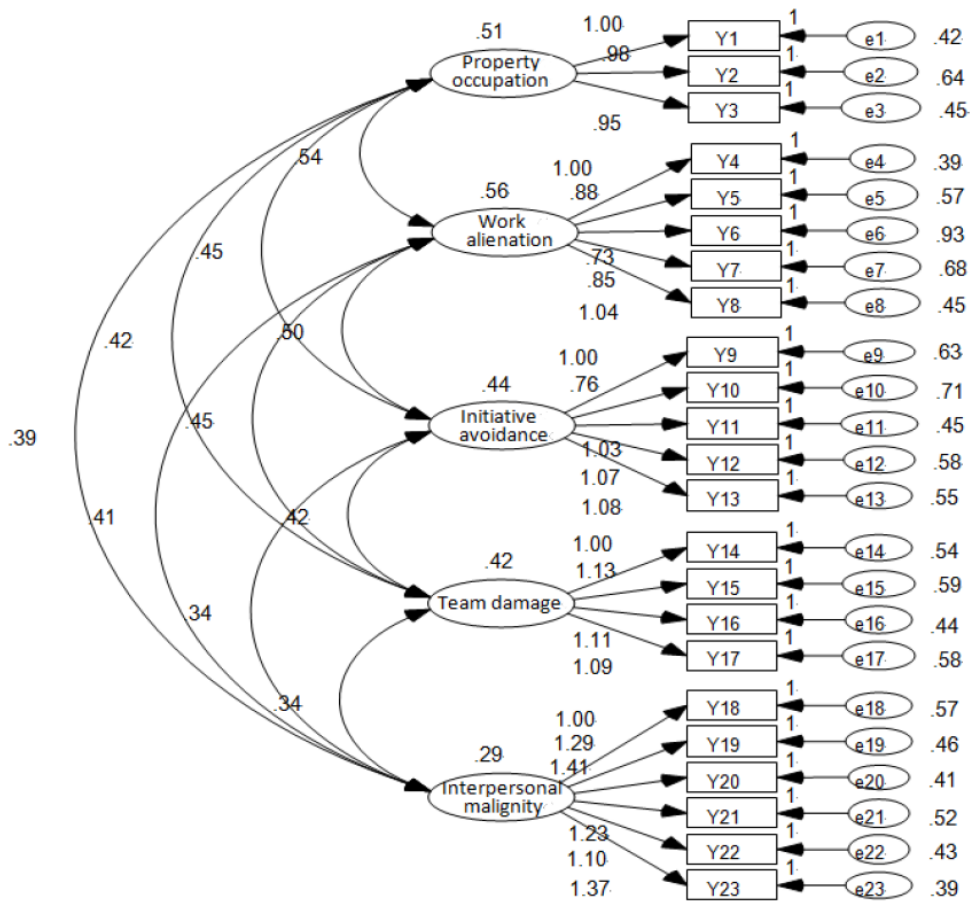 .51
Property
occupation
1.00
.98
.95
Y1
Y2
Y3
1
1
1
e1
e2
e3
.42
.64
.45
.54
.45
.42
.39
.56
Work
alienation
1.00
.88
.73
.85
1.04
Y4
Y5
Y6
Y7
Y8
1
1
1
1
1
e4
e5
e6
e7
e8
.39
.57
.93
.68
.45
.50
.45
.41
.44
Initiative
avoidance
1.00
.76
1.03
1.07
1.08
Y9
Y10
Y11
Y12
Y13
1
1
1
1
1
e9
e10
e11
e12
e13
.63
.71
.45
.58
.55
.42
.34
.42
Team damage
1.00
1.13
1.11
1.09
Y14
Y15
Y16
Y17
1
1
1
1
e14
e15
e16
e17
.54
.59
.44
.58
.34
.29
Interpersonal
malignity
1.00
1.29
1.41
1.23
1.10
1.37
Y18
Y19
Y20
Y21
Y22
Y23
1
1
1
1
1
1
e18
e19
e20
e21
e22
e23
.57
.46
.41
.52
.43
.39